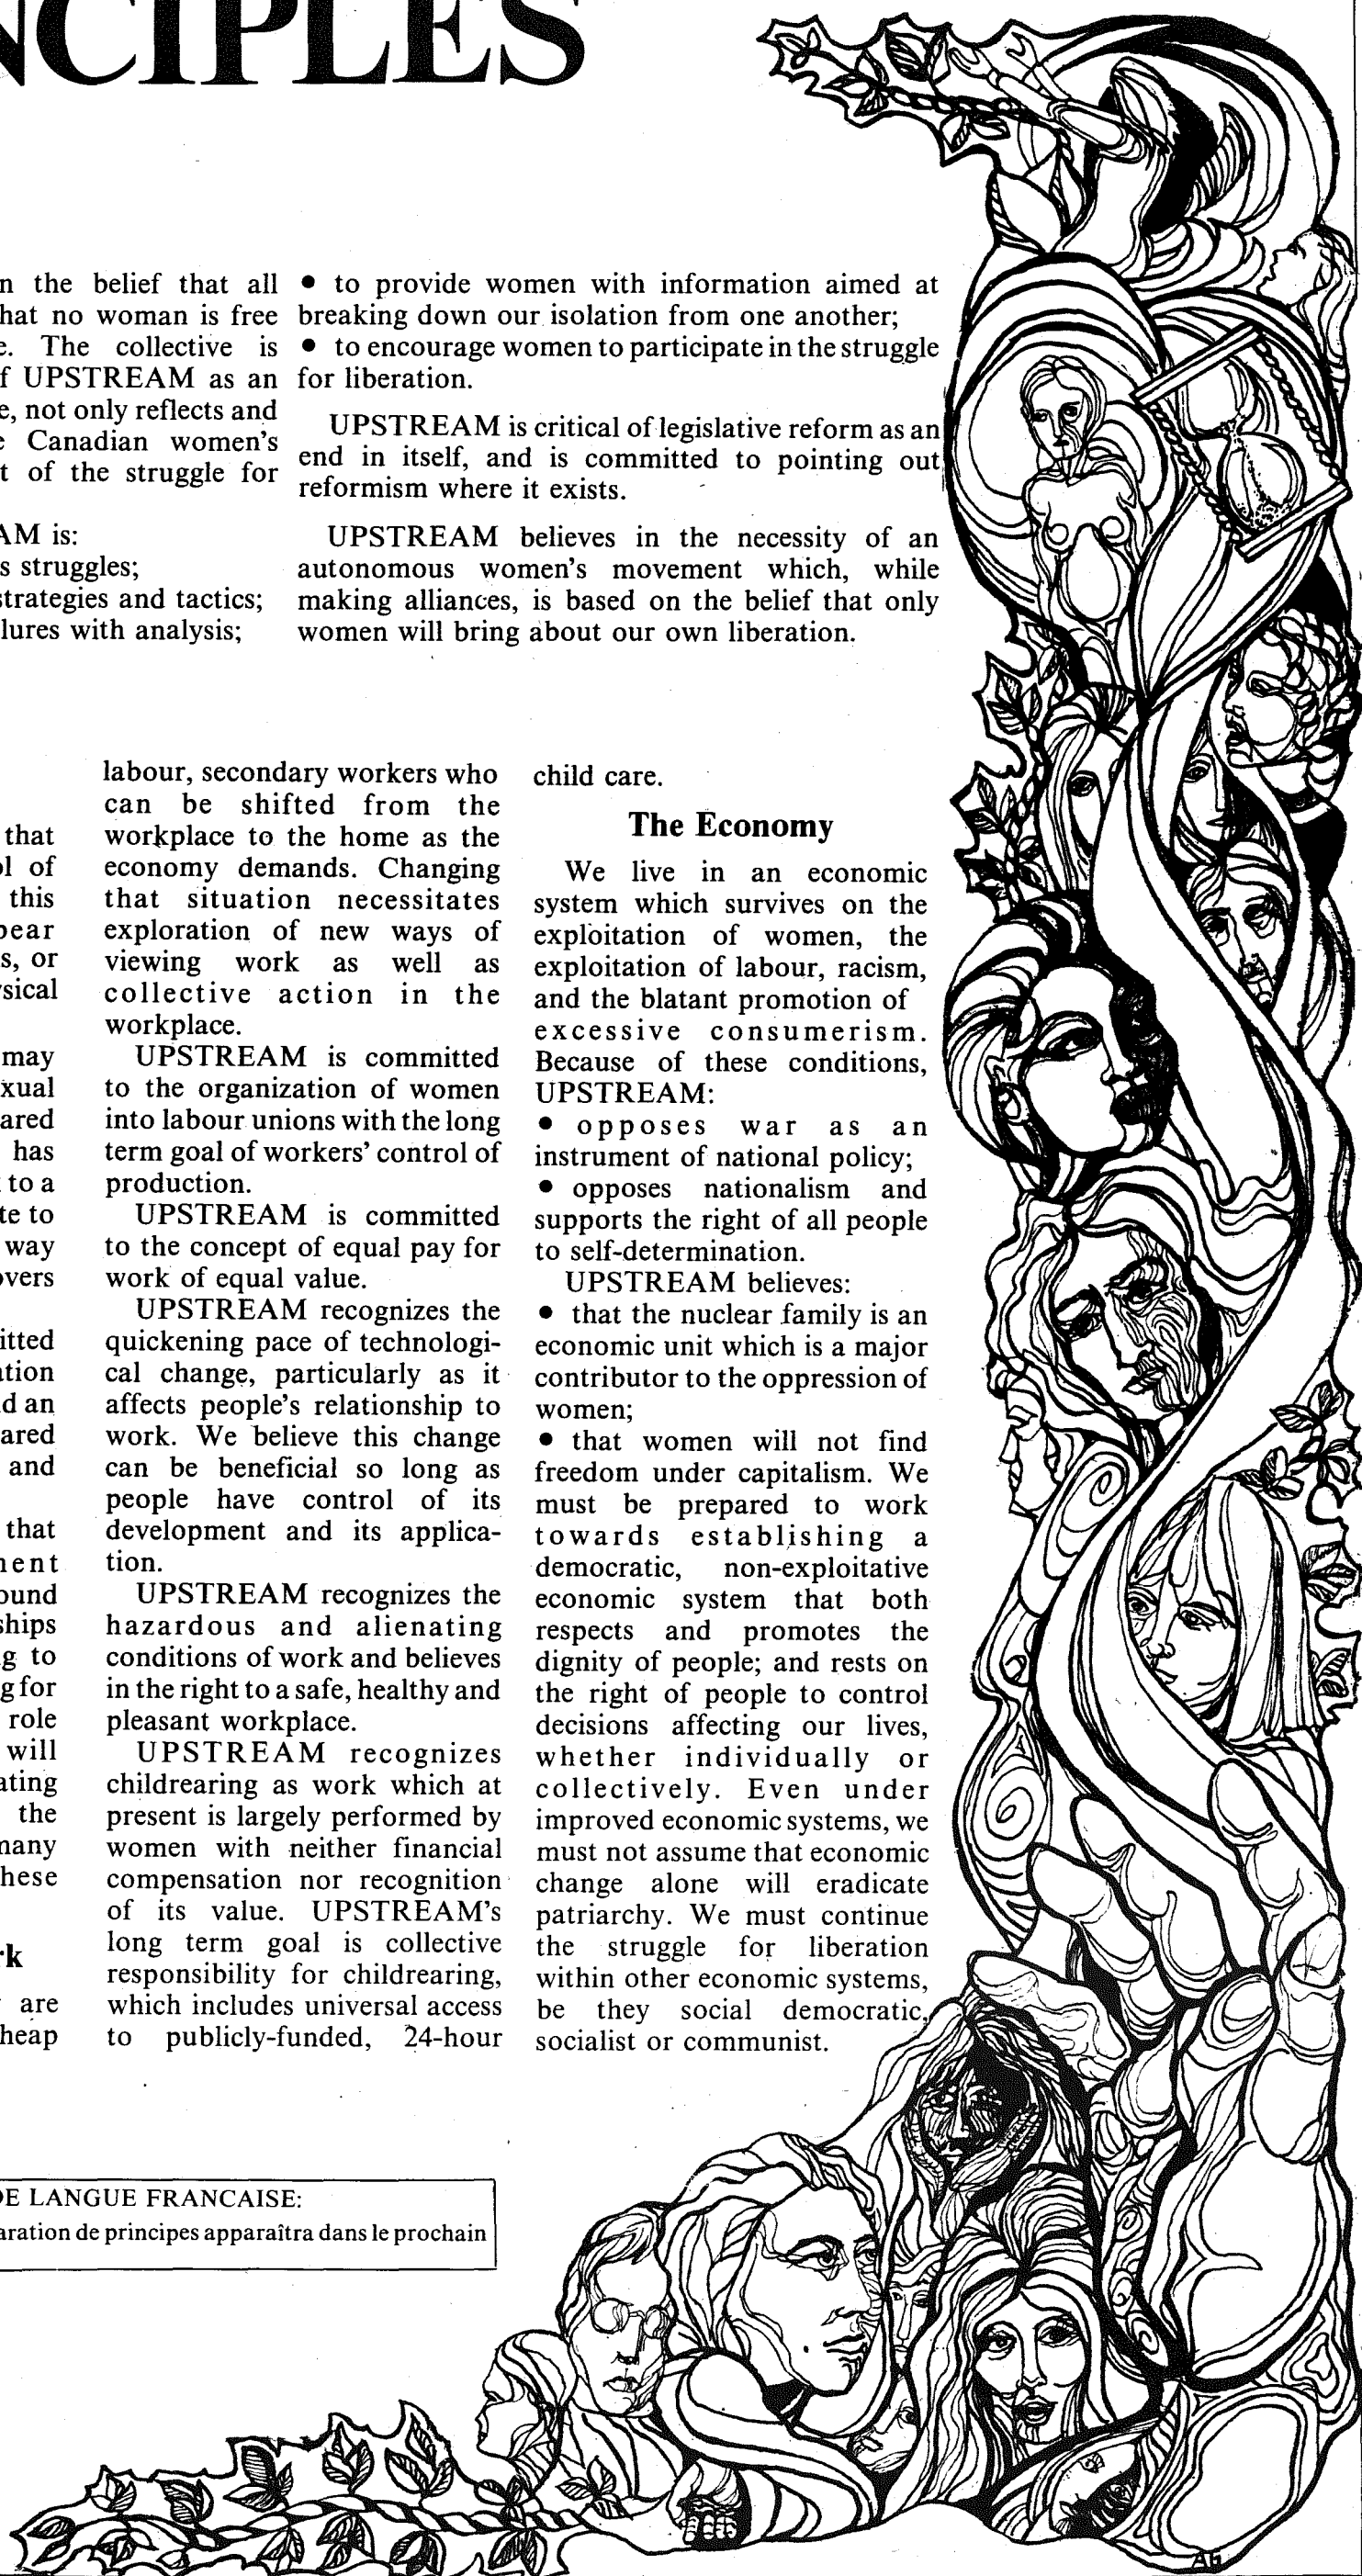 NCIPLES
n the belief that all
hat no woman is free
e. The collective is
f UPSTREAM as an
e, not only reflects and
e Canadian women's
t of the struggle for
AM is:
s struggles;
strategies and tactics;
lures with analysis;
• to provide women with information aimed at
breaking down our isolation from one another;
• to encourage women to participate in the struggle
for liberation.
UPSTREAM is critical of legislative reform as an
end in itself, and is committed to pointing out
reformism where it exists.
UPSTREAM believes in the necessity of an
autonomous women's movement which, while
making alliances, is based on the belief that only
women will bring about our own liberation.
that
ol of
this
pear
s, or
sical
may
xual
ared
has
to a
te to
way
overs
itted
ation
d an
ared
and
that
nent
ound
ships
g to
g for
role
will
ating
the
many
hese
rk
are
heap
labour, secondary workers who
can be shifted from the
workplace to the home as the
economy demands. Changing
that situation necessitates
exploration of new ways of
viewing work as well as
collective action in the
workplace.
UPSTREAM is committed
to the organization of women
into labour unions with the long
term goal of workers' control of
production.
UPSTREAM is committed
to the concept of equal pay for
work of equal value.
UPSTREAM recognizes the
quickening pace of technologi-
cal change, particularly as it
affects people's relationship to
work. We believe this change
can be beneficial so long as
people have control of its
development and its applica-
tion.
UPSTREAM recognizes the
hazardous and alienating
conditions of work and believes
in the right to a safe, healthy and
pleasant workplace.
UPSTREAM recognizes
childrearing as work which at
present is largely performed by
women with neither financial
compensation nor recognition
of its value. UPSTREAM's
long term goal is collective
responsibility for childrearing,
which includes universal access
to publicly-funded, 24-hour
child care.
The Economy
We live in an economic
system which survives on the
exploitation of women, the
exploitation of labour, racism,
and the blatant promotion of
excessive consumerism.
Because of these conditions,
UPSTREAM:
• opposes war as an
instrument of national policy;
• opposes nationalism and
supports the right of all people
to self-determination.
UPSTREAM believes:
• that the nuclear family is an
economic unit which is a major
contributor to the oppression of
women;
• that women will not find
freedom under capitalism. We
must be prepared to work
towards establishing a
democratic, non-exploitative
economic system that both
respects and promotes the
dignity of people; and rests on
the right of people to control
decisions affecting our lives,
whether individually or
collectively. Even under
improved economic systems, we
must not assume that economic
change alone will eradicate
patriarchy. We must continue
the struggle for liberation
within other economic systems,
be they social democratic,
socialist or communist.
DE LANGUE FRANCAISE:
aration de principes apparaîtra dans le prochain
AG